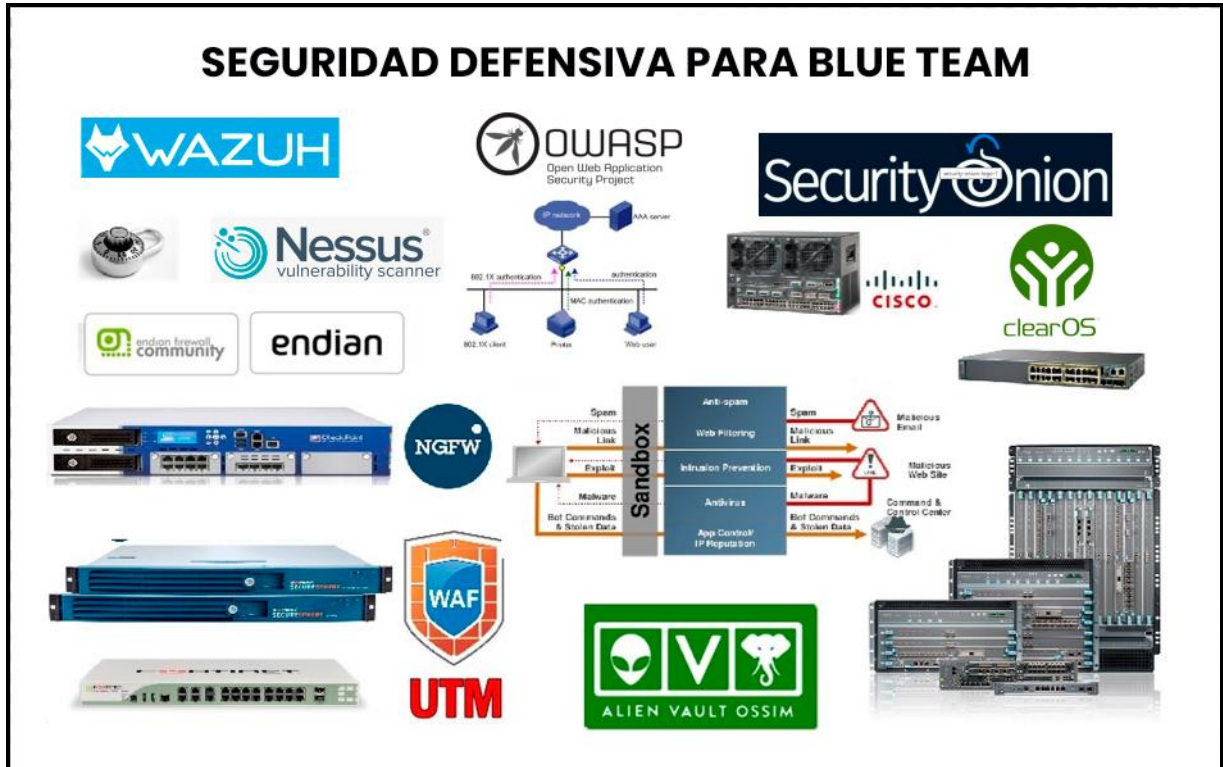 SEGURIDAD DEFENSIVA PARA BLUE TEAM
WAZUH
OWASP
Open Web Application
Security Project
Security Onion
Nessus®
vulnerability scanner
IP network
AAA server
802.1X authentication
authentication
MAC authentication
802.1X client
Printer
Web user
CISCO
clearOS
endian firewall
community
endian
CheckPoint
NGFW
Sandbox
Anti-spam
Web Filtering
Intrusion Prevention
Antivirus
App Control/
IP Reputation
Spam
Malicious
Link
Exploit
Malware
Bot Commands
& Stolen Data
Spam
Malicious
Link
Exploit
Malware
Bot Commands
& Stolen Data
Malicious
Email
Malicious
Web Site
Command &
Control Center
SECURESPHERE
SECURESPHERE
WAF
FORTINET
UTM
V
ALIEN VAULT OSSIM